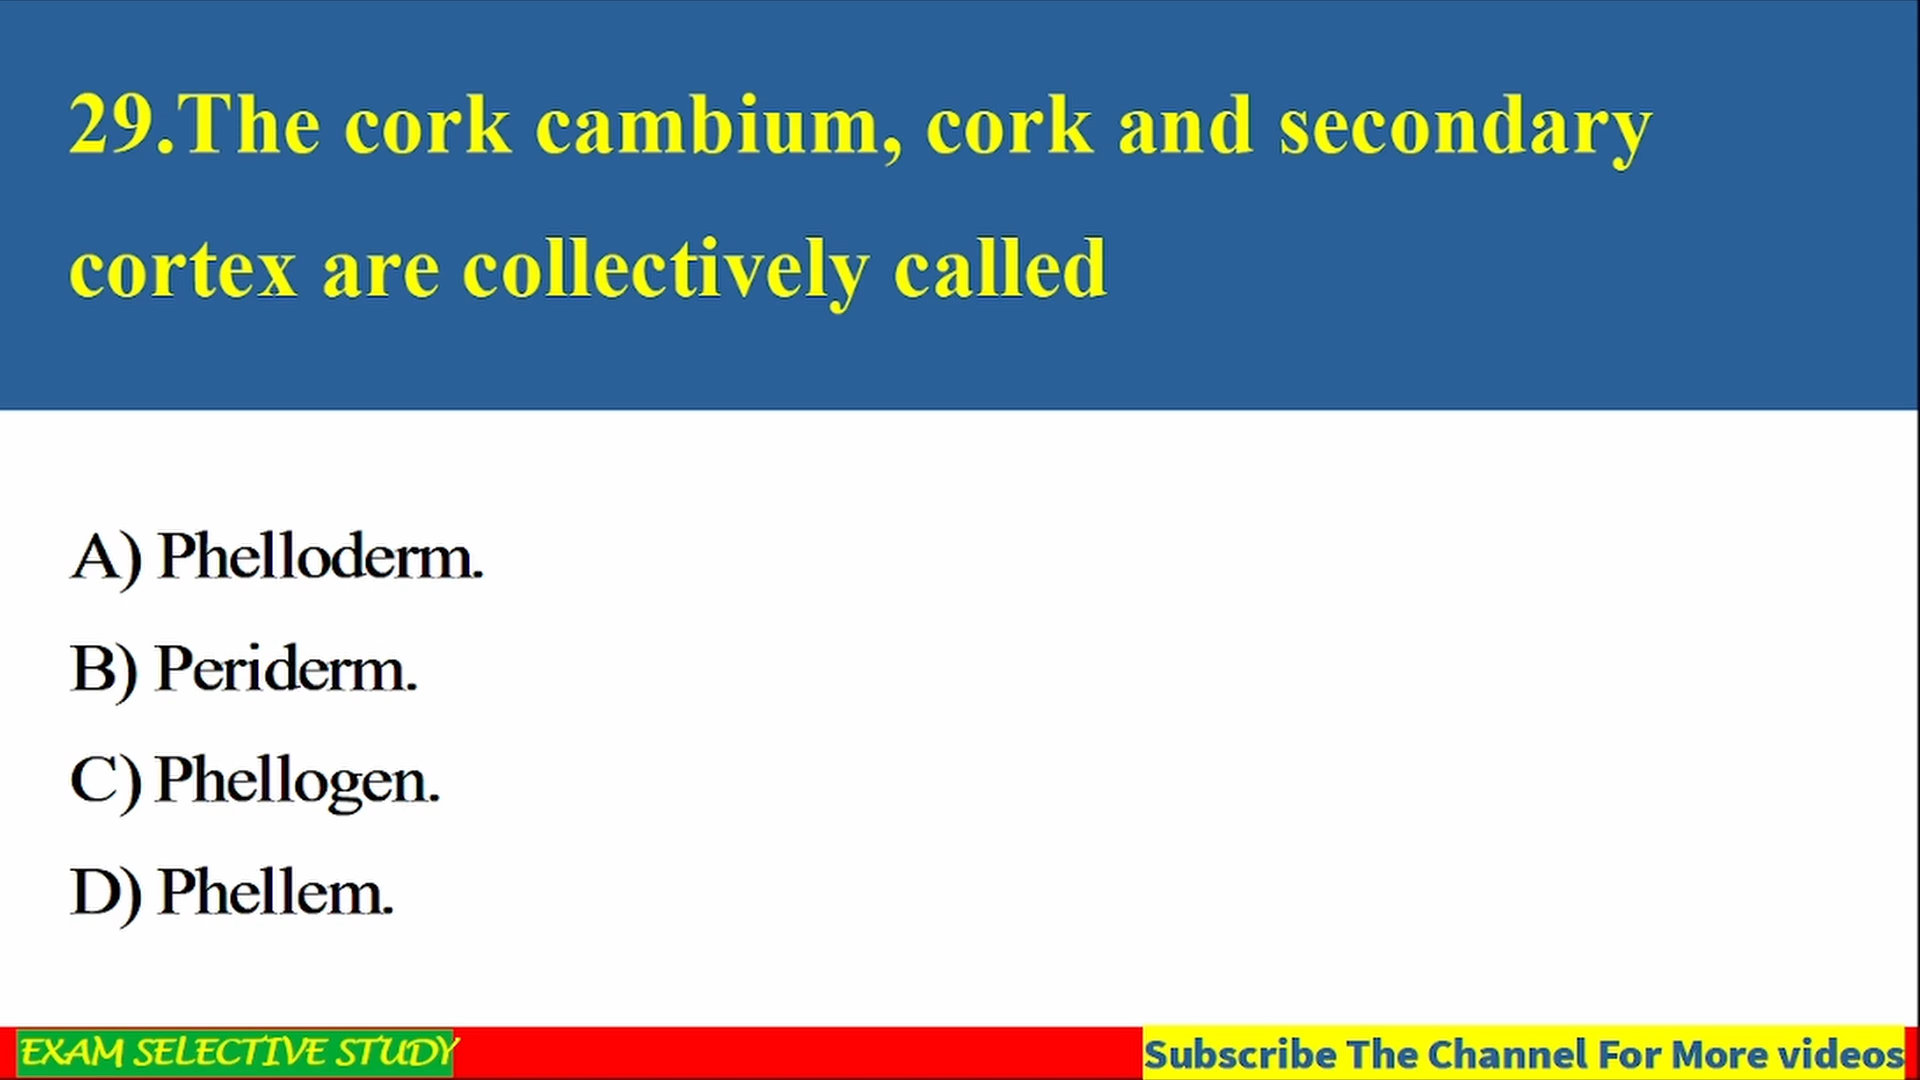 29.The cork cambium, cork and secondary
cortex are collectively called
A) Phelloderm.
B) Periderm.
C) Phellogen.
D) Phellem.
EXAM SELECTIVE STUDY
Subscribe The Channel For More videos